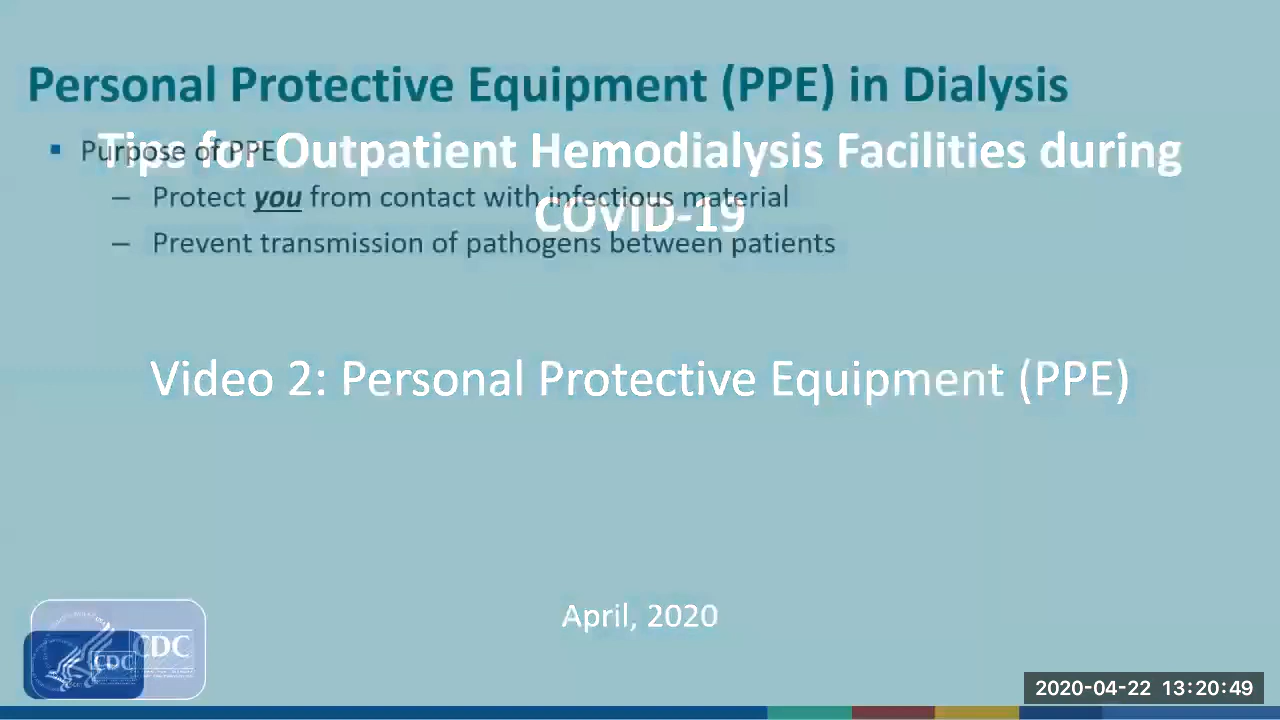 Personal Protective Equipment (PPE) in Dialysis
Tips for Outpatient Hemodialysis Facilities during
COVID-19
▪ Purpose of PPE
– Protect you from contact with infectious material
– Prevent transmission of pathogens between patients
Video 2: Personal Protective Equipment (PPE)
April, 2020
CDC
CDC
2020-04-22 13:20:49